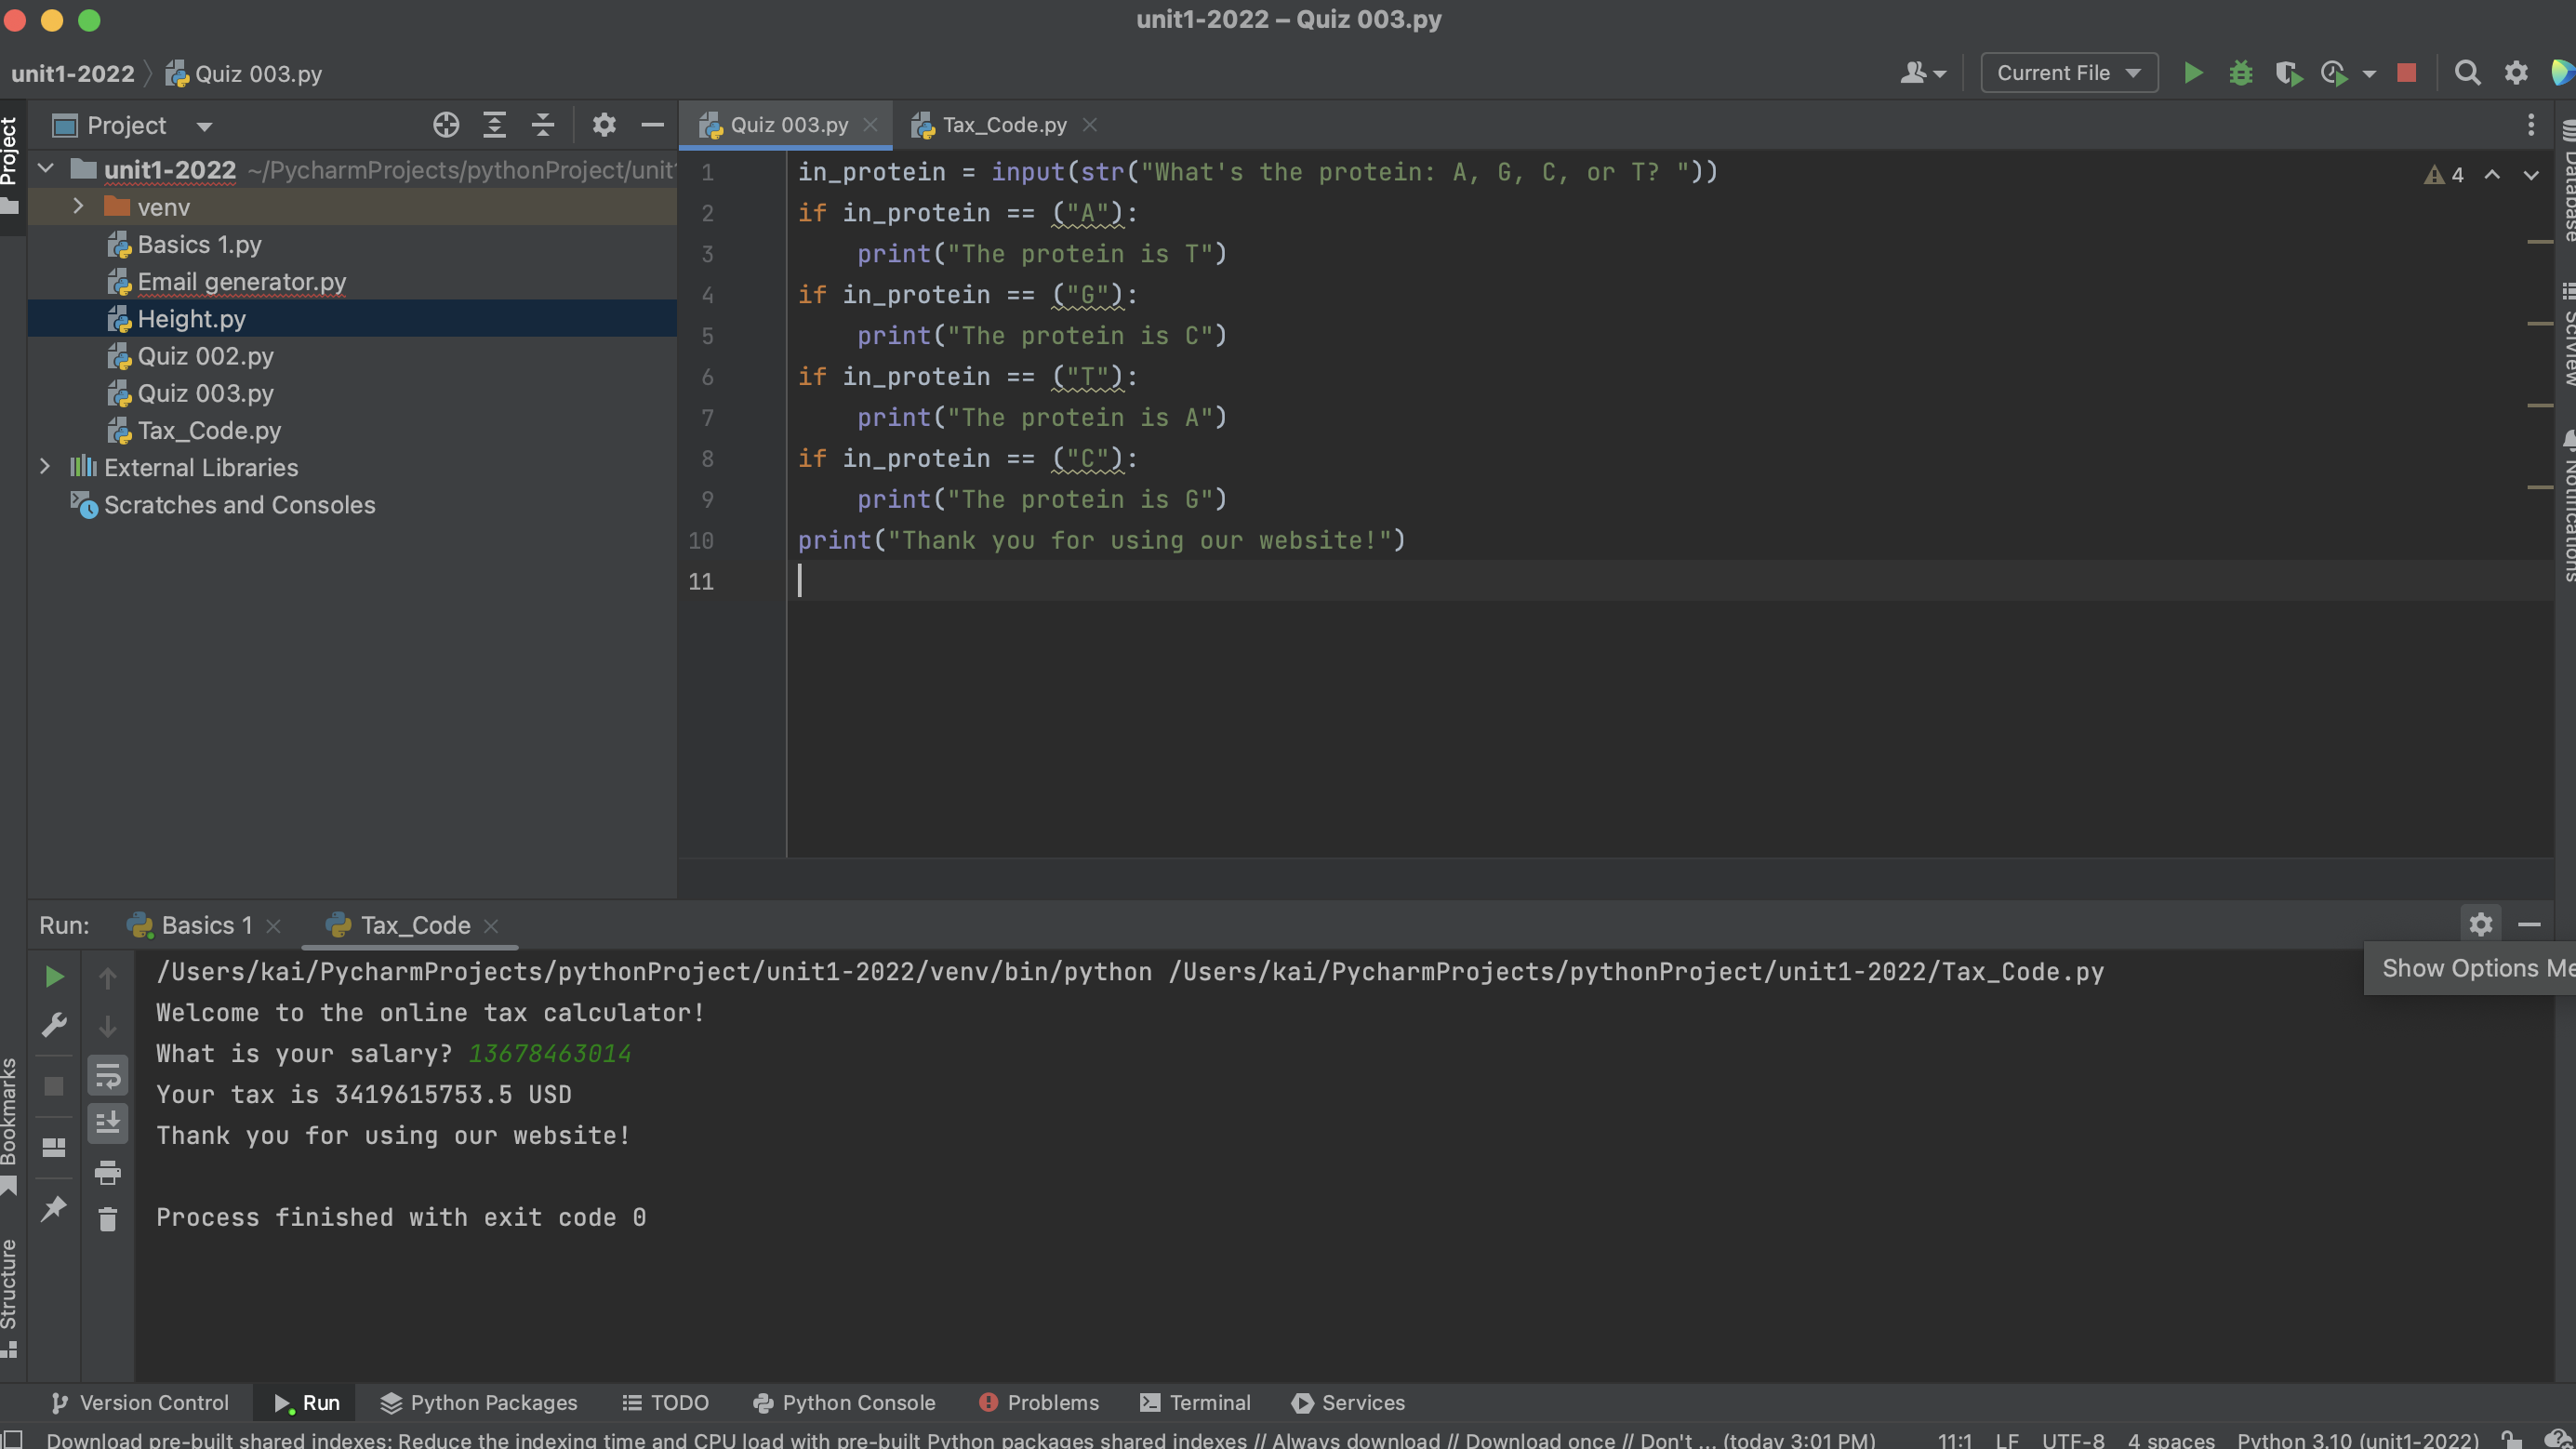 unit1-2022 – Quiz 003.py
unit1-2022 Quiz 003.py
Current File
Project
Project
Quiz 003.py
Tax_Code.py
unit1-2022 ~/PycharmProjects/pythonProject/unit
venv
Basics 1.py
Email generator.py
Height.py
Quiz 002.py
Quiz 003.py
Tax_Code.py
External Libraries
Scratches and Consoles
1 in_protein = input(str("What's the protein: A, G, C, or T? "))
2 if in_protein == ("A"):
3     print("The protein is T")
4 if in_protein == ("G"):
5     print("The protein is C")
6 if in_protein == ("T"):
7     print("The protein is A")
8 if in_protein == ("C"):
9     print("The protein is G")
10 print("Thank you for using our website!")
11
4
Database
SciView
Notifications
Run:
Basics 1
Tax_Code
/Users/kai/PycharmProjects/pythonProject/unit1-2022/venv/bin/python /Users/kai/PycharmProjects/pythonProject/unit1-2022/Tax_Code.py
Show Options Me
Welcome to the online tax calculator!
What is your salary? 13678463014
Your tax is 3419615753.5 USD
Thank you for using our website!
Process finished with exit code 0
Bookmarks
Structure
Version Control
Run
Python Packages
TODO
Python Console
Problems
Terminal
Services
Download pre-built shared indexes: Reduce the indexing time and CPU load with pre-built Python packages shared indexes // Always download // Download once // Don't ... (today 3:01 PM)
11:1 LF UTF-8 4 spaces Python 3.10 (unit1-2022)